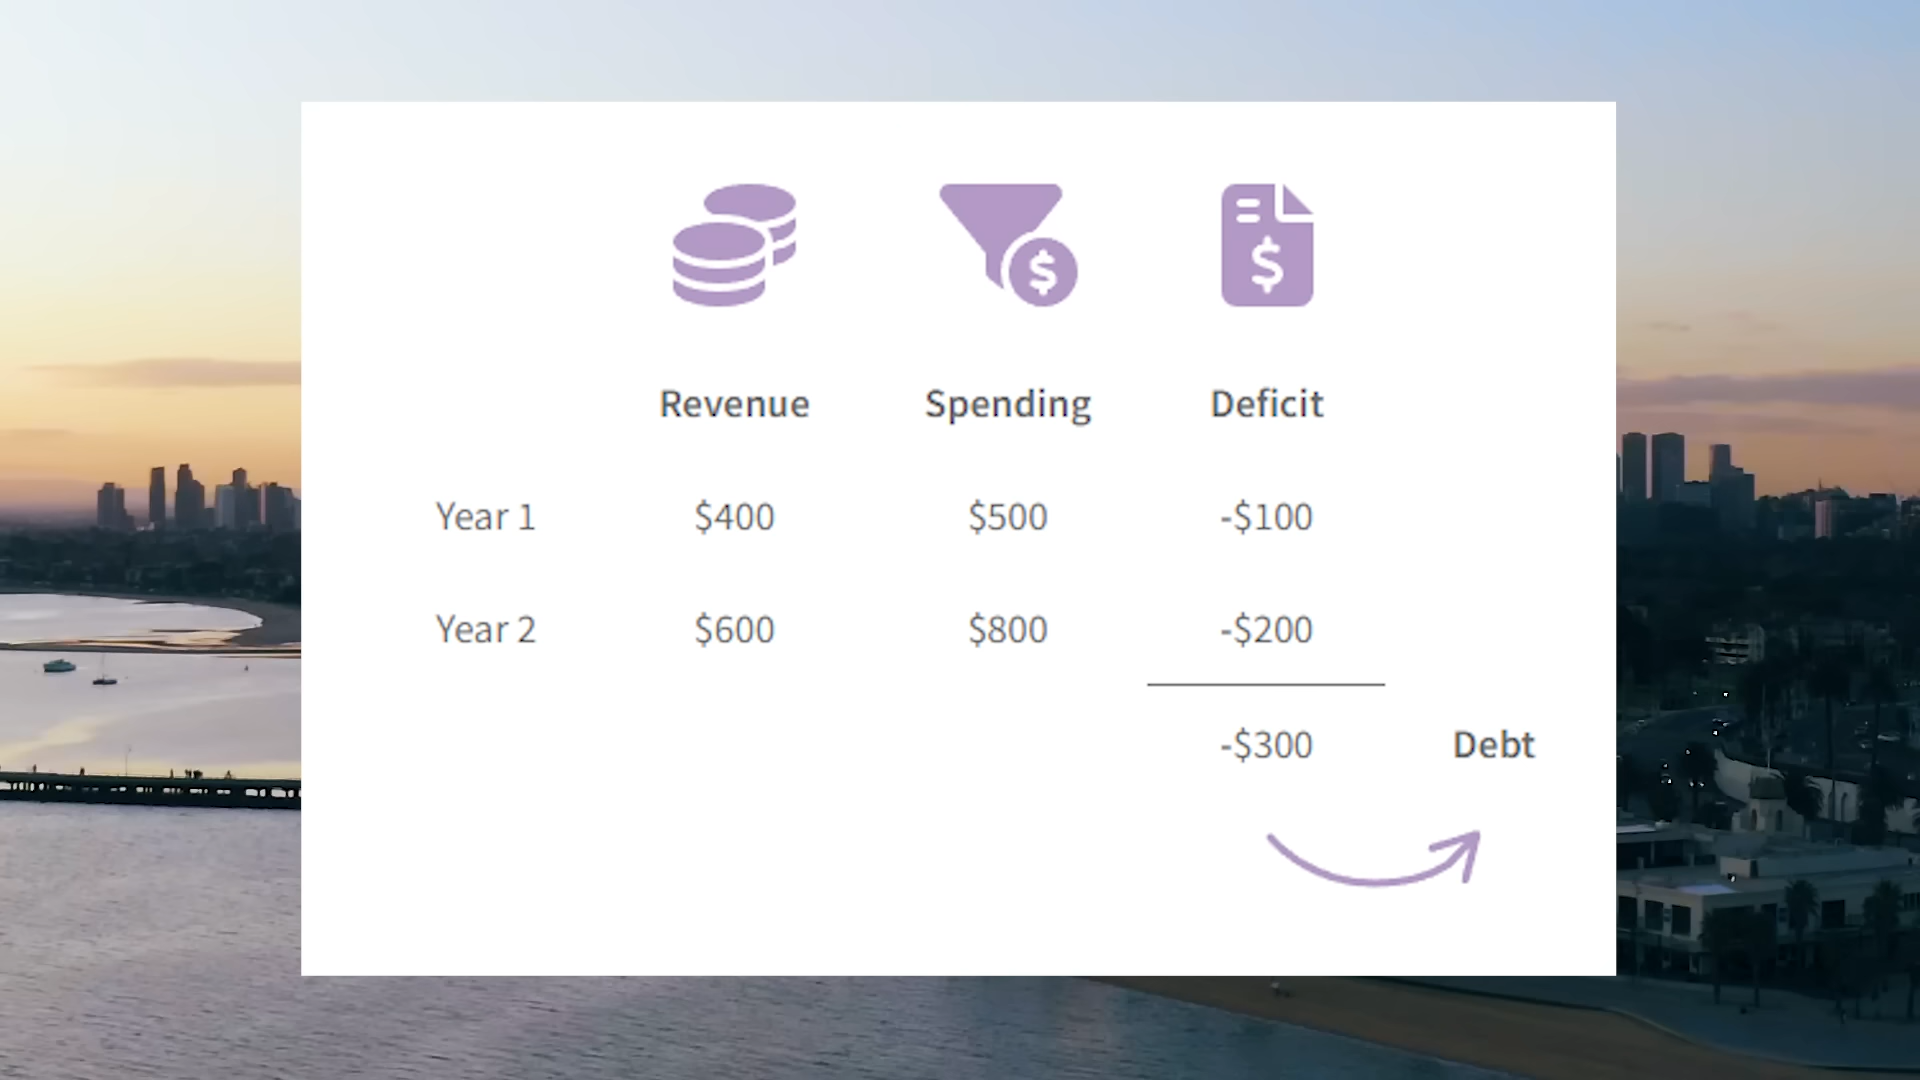 Revenue Spending Deficit
Year 1 $400 $500 -$100
Year 2 $600 $800 -$200
-$300 Debt